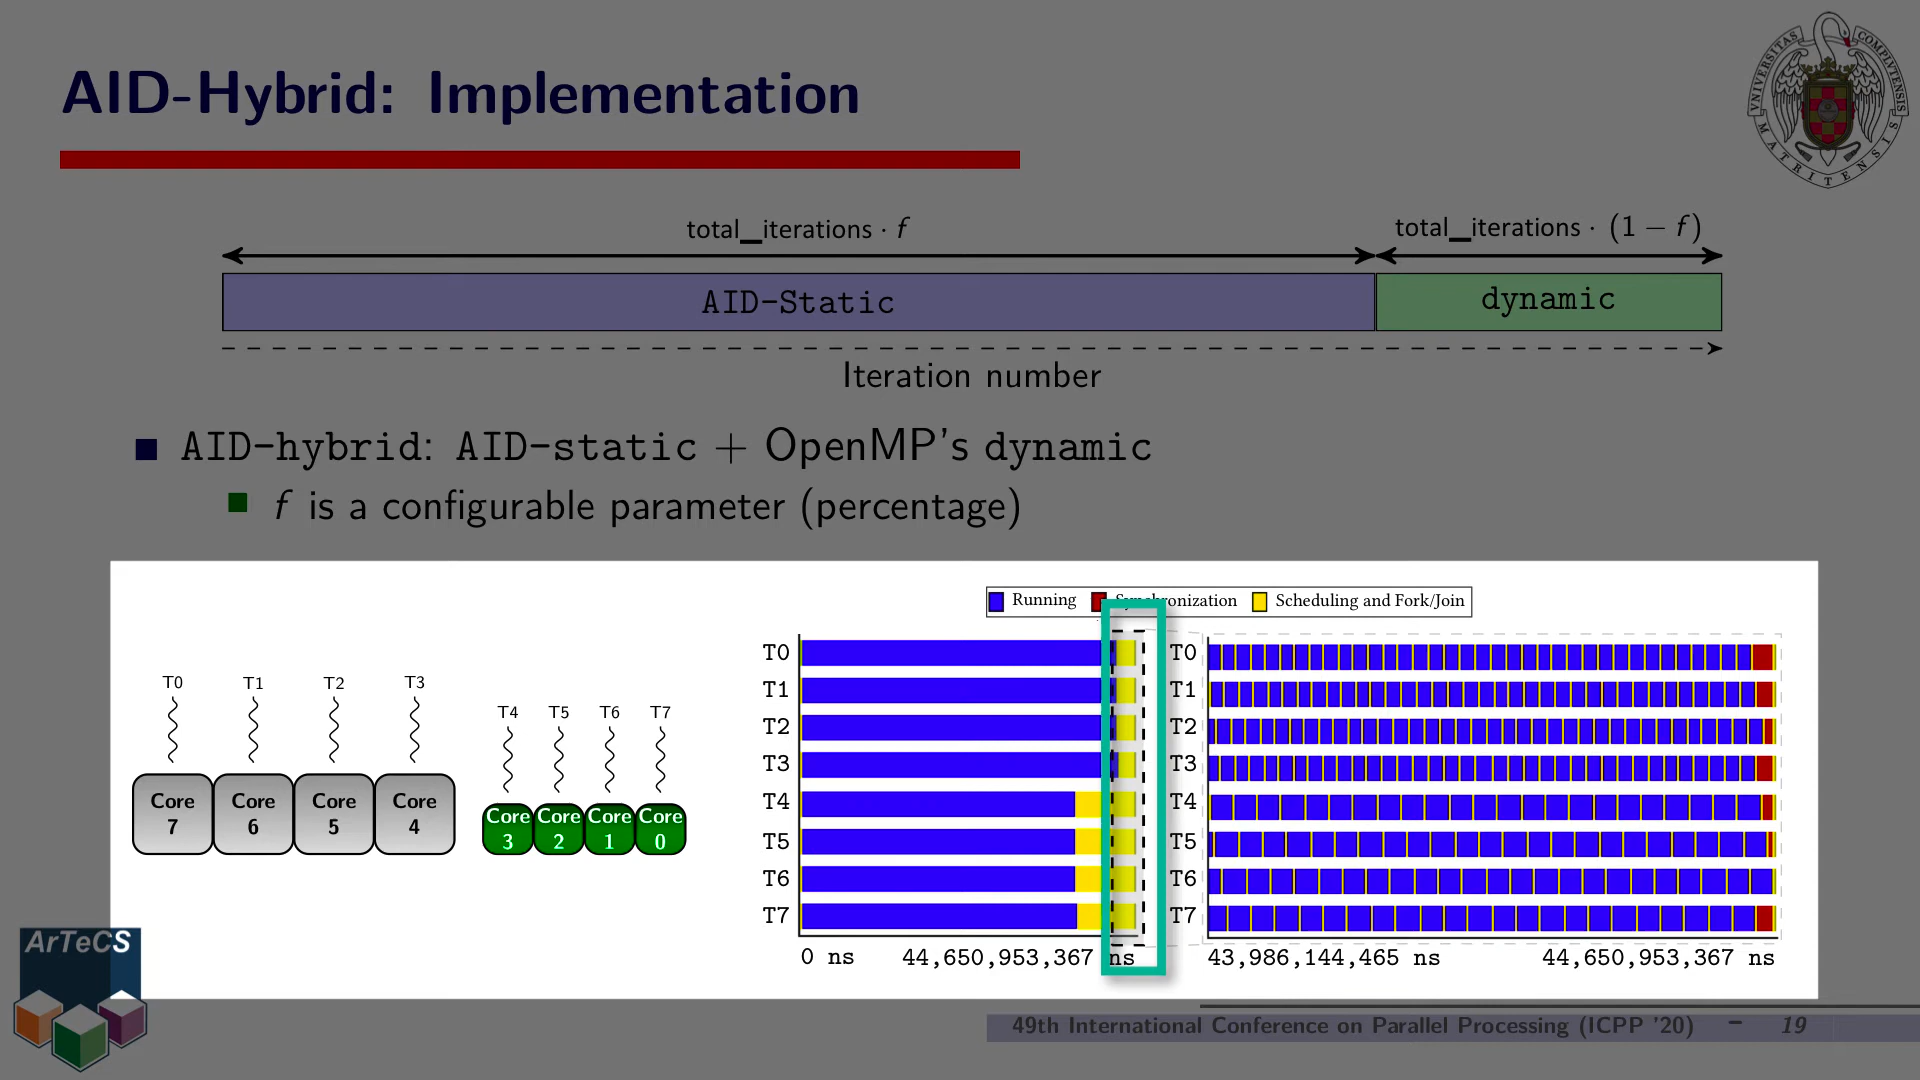 AID-Hybrid: Implementation
VNIVERSITAS COMPLVTENSIS MATRITENSIS
total_iterations · f
total_iterations · (1 − f)
AID-Static
dynamic
Iteration number
AID-hybrid: AID-static + OpenMP's dynamic
f is a configurable parameter (percentage)
Running
Synchronization
Scheduling and Fork/Join
T0
T1
T2
T3
T4
T5
T6
T7
Core 7
Core 6
Core 5
Core 4
Core 3
Core 2
Core 1
Core 0
T0
T1
T2
T3
T4
T5
T6
T7
0 ns
44,650,953,367 ns
T0
T1
T2
T3
T4
T5
T6
T7
43,986,144,465 ns
44,650,953,367 ns
ArTeCS
49th International Conference on Parallel Processing (ICPP '20) – 19